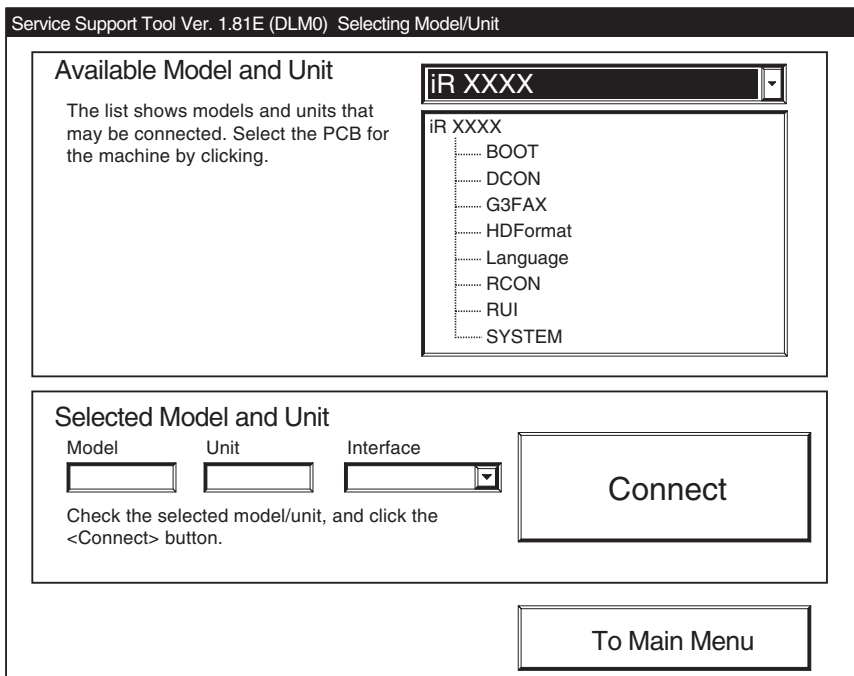 Service Support Tool Ver. 1.81E (DLM0)  Selecting Model/Unit
Available Model and Unit
The list shows models and units that
may be connected. Select the PCB for
the machine by clicking.
iR XXXX
iR XXXX
BOOT
DCON
G3FAX
HDFormat
Language
RCON
RUI
SYSTEM
Selected Model and Unit
Model
Unit
Interface
Check the selected model/unit, and click the
<Connect> button.
Connect
To Main Menu